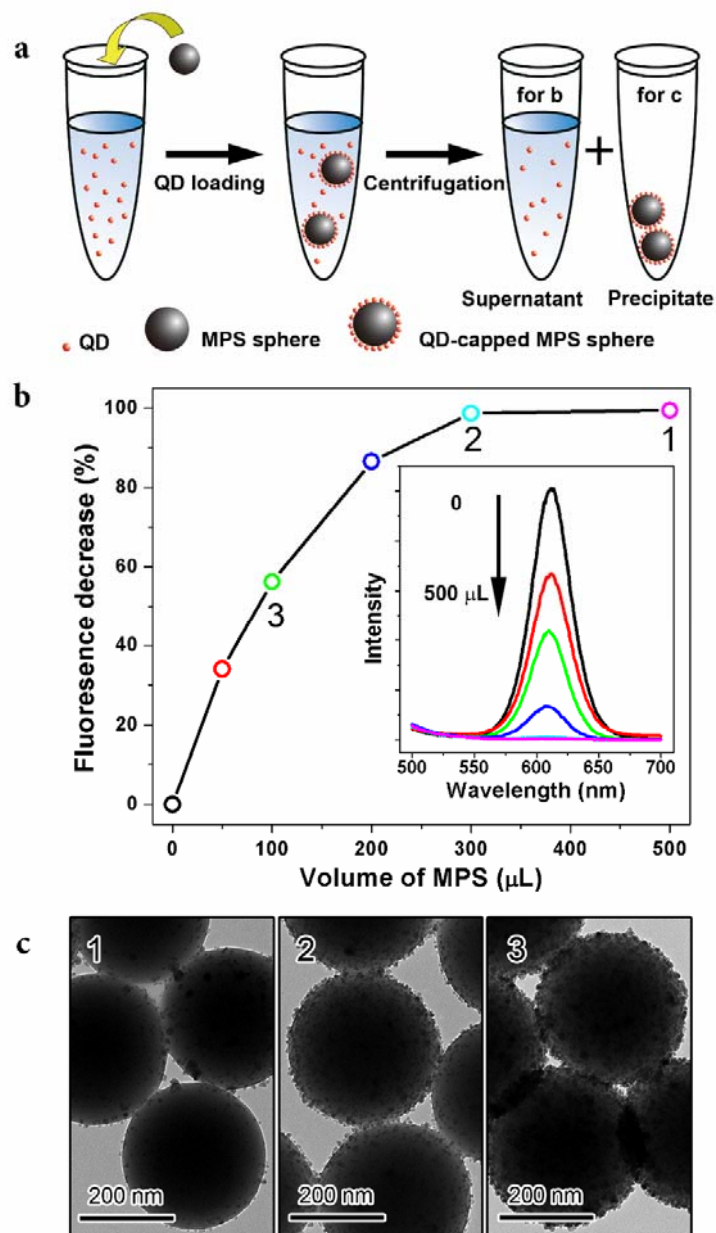 a
for b
for c
+
QD loading
Centrifugation
Supernatant
Precipitate
QD
MPS sphere
QD-capped MPS sphere
b
Fluoresence decrease (%)
100
80
60
40
20
0
0
100
200
300
400
500
Volume of MPS (μL)
3
2
1
Intensity
0
500 μL
500
550
600
650
700
Wavelength (nm)
c
1
2
3
200 nm
200 nm
200 nm